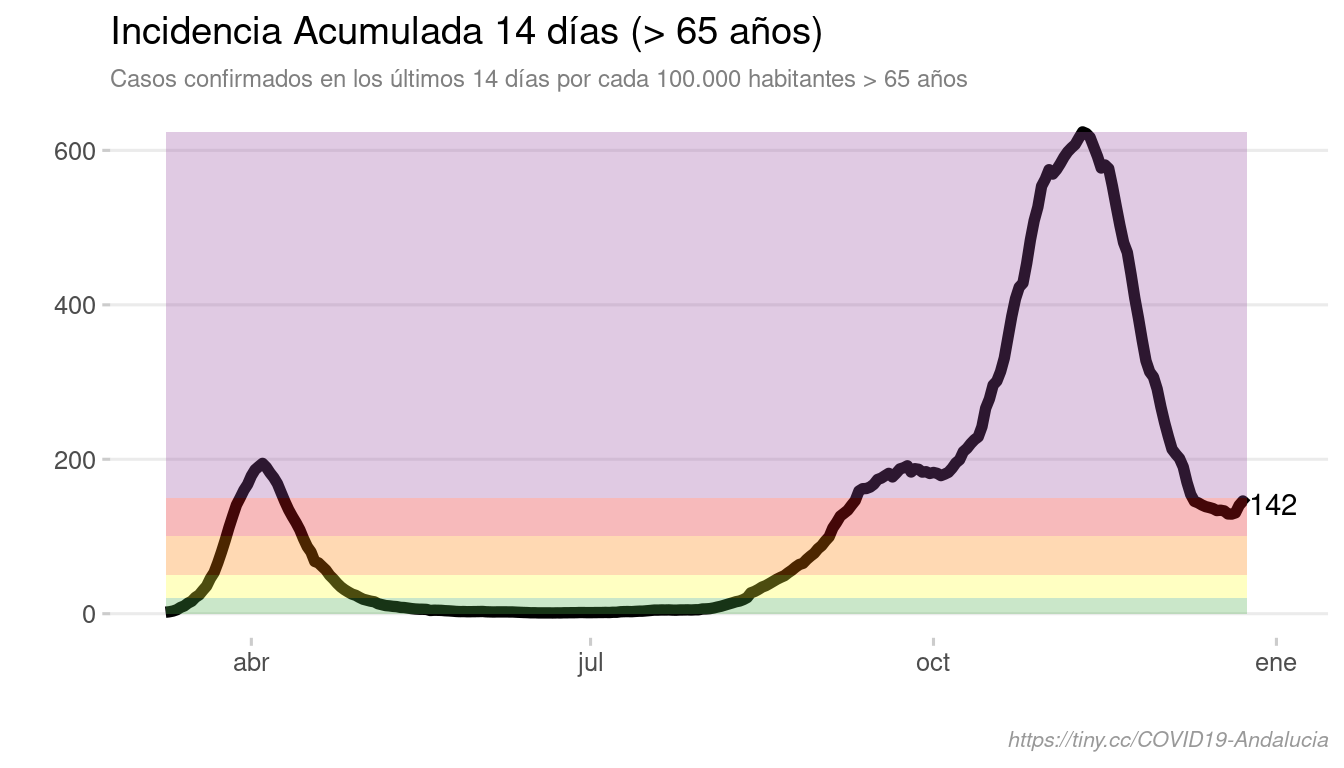 Incidencia Acumulada 14 días (> 65 años)
Casos confirmados en los últimos 14 días por cada 100.000 habitantes > 65 años
600
400
200
142
0
abr jul oct ene
https://tiny.cc/COVID19-Andalucia